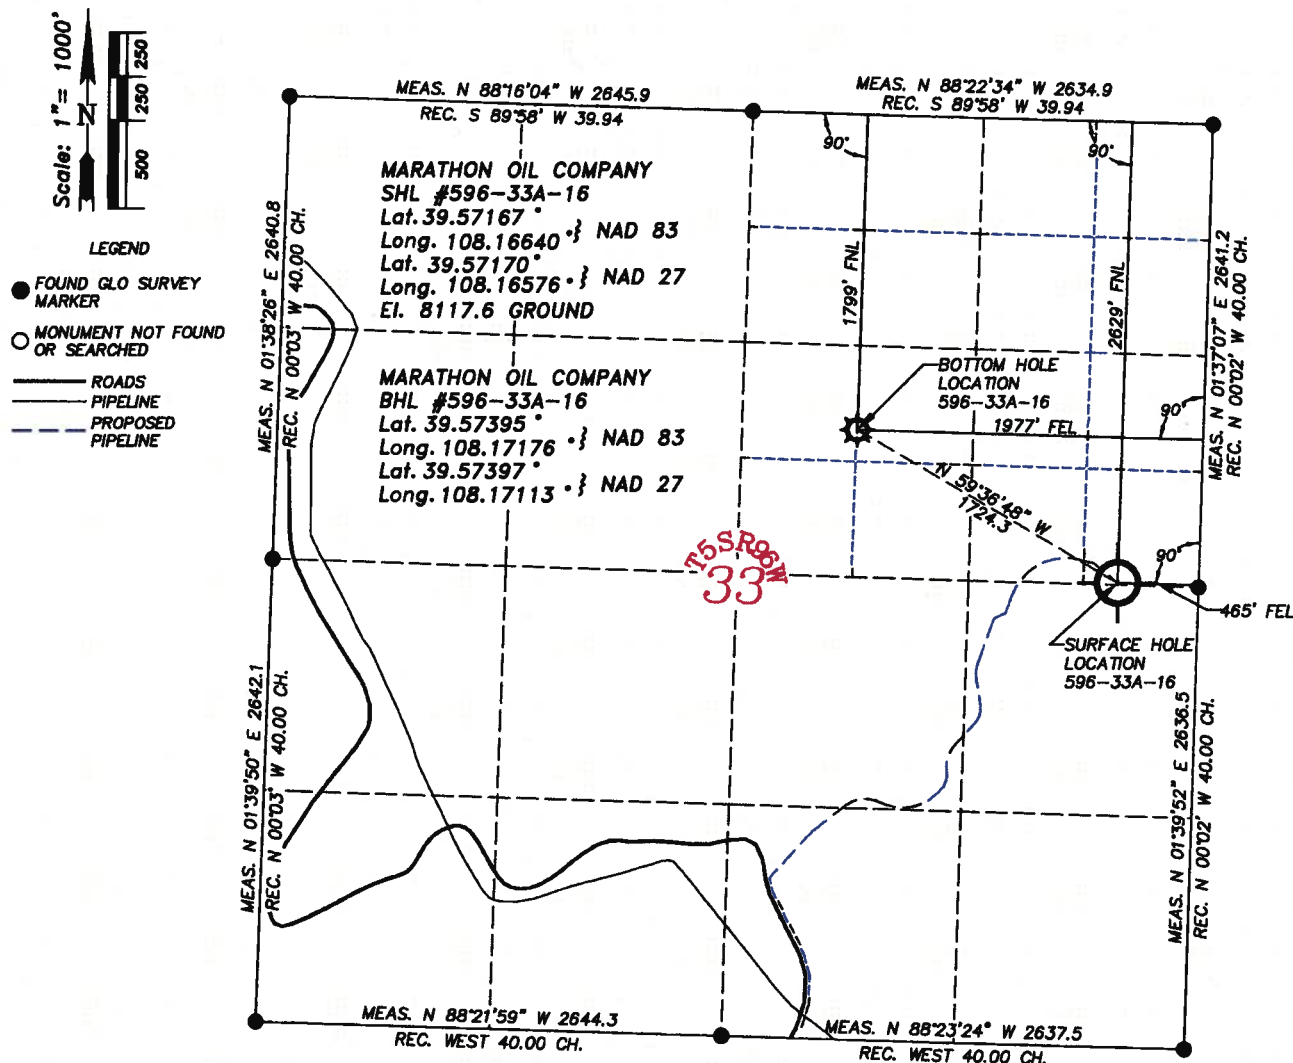 Scale: 1"= 1000'
N
500
250
250
LEGEND
FOUND GLO SURVEY
MARKER
MONUMENT NOT FOUND
OR SEARCHED
ROADS
PIPELINE
PROPOSED
PIPELINE
MEAS. N 88°16'04" W 2645.9
REC. S 89°58' W 39.94
MEAS. N 88°22'34" W 2634.9
REC. S 89°58' W 39.94
90°
90°
MARATHON OIL COMPANY
SHL #596-33A-16
Lat. 39.57167 °
Long. 108.16640 ° } NAD 83
Lat. 39.57170 °
Long. 108.16576 ° } NAD 27
El. 8117.6 GROUND
MARATHON OIL COMPANY
BHL #596-33A-16
Lat. 39.57395 °
Long. 108.17176 ° } NAD 83
Lat. 39.57397 °
Long. 108.17113 ° } NAD 27
MEAS. N 01°38'26" E 2640.8
REC. N 00°03' W 40.00 CH.
1799' FNL
2629' FNL
MEAS. N 01°37'07" E 2641.2
REC. N 00°02' W 40.00 CH.
BOTTOM HOLE
LOCATION
596-33A-16
90°
1977' FEL
N 59°36'48" W
1724.3
T5SR96W
33
90°
465' FEL
SURFACE HOLE
LOCATION
596-33A-16
MEAS. N 01°39'50" E 2642.1
REC. N 00°03' W 40.00 CH.
MEAS. N 01°39'52" E 2636.5
REC. N 00°02' W 40.00 CH.
MEAS. N 88°21'59" W 2644.3
REC. WEST 40.00 CH.
MEAS. N 88°23'24" W 2637.5
REC. WEST 40.00 CH.